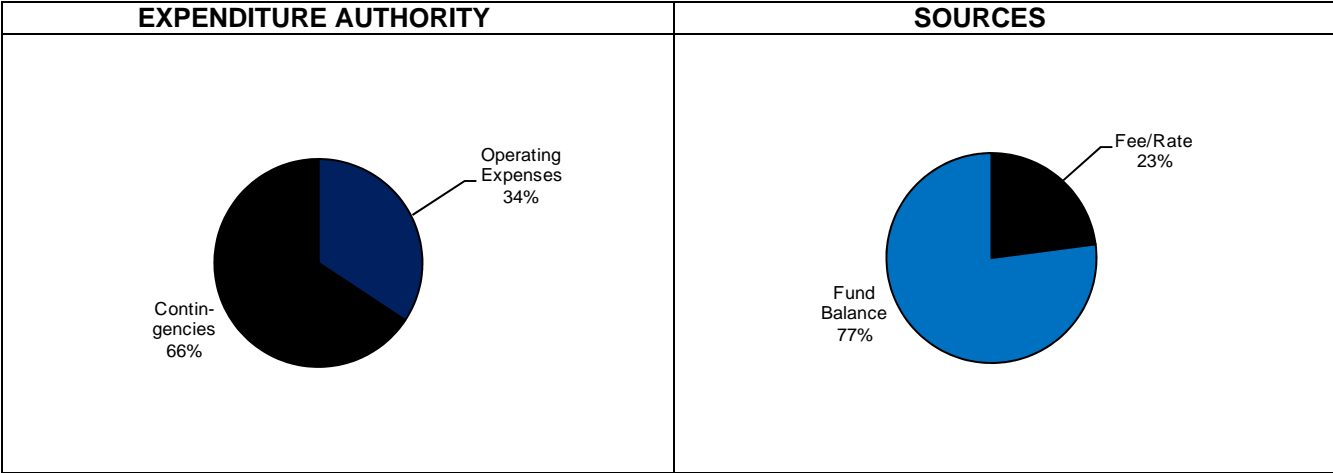 EXPENDITURE AUTHORITY
SOURCES
Operating
Expenses
34%
Contin-
gencies
66%
Fee/Rate
23%
Fund
Balance
77%